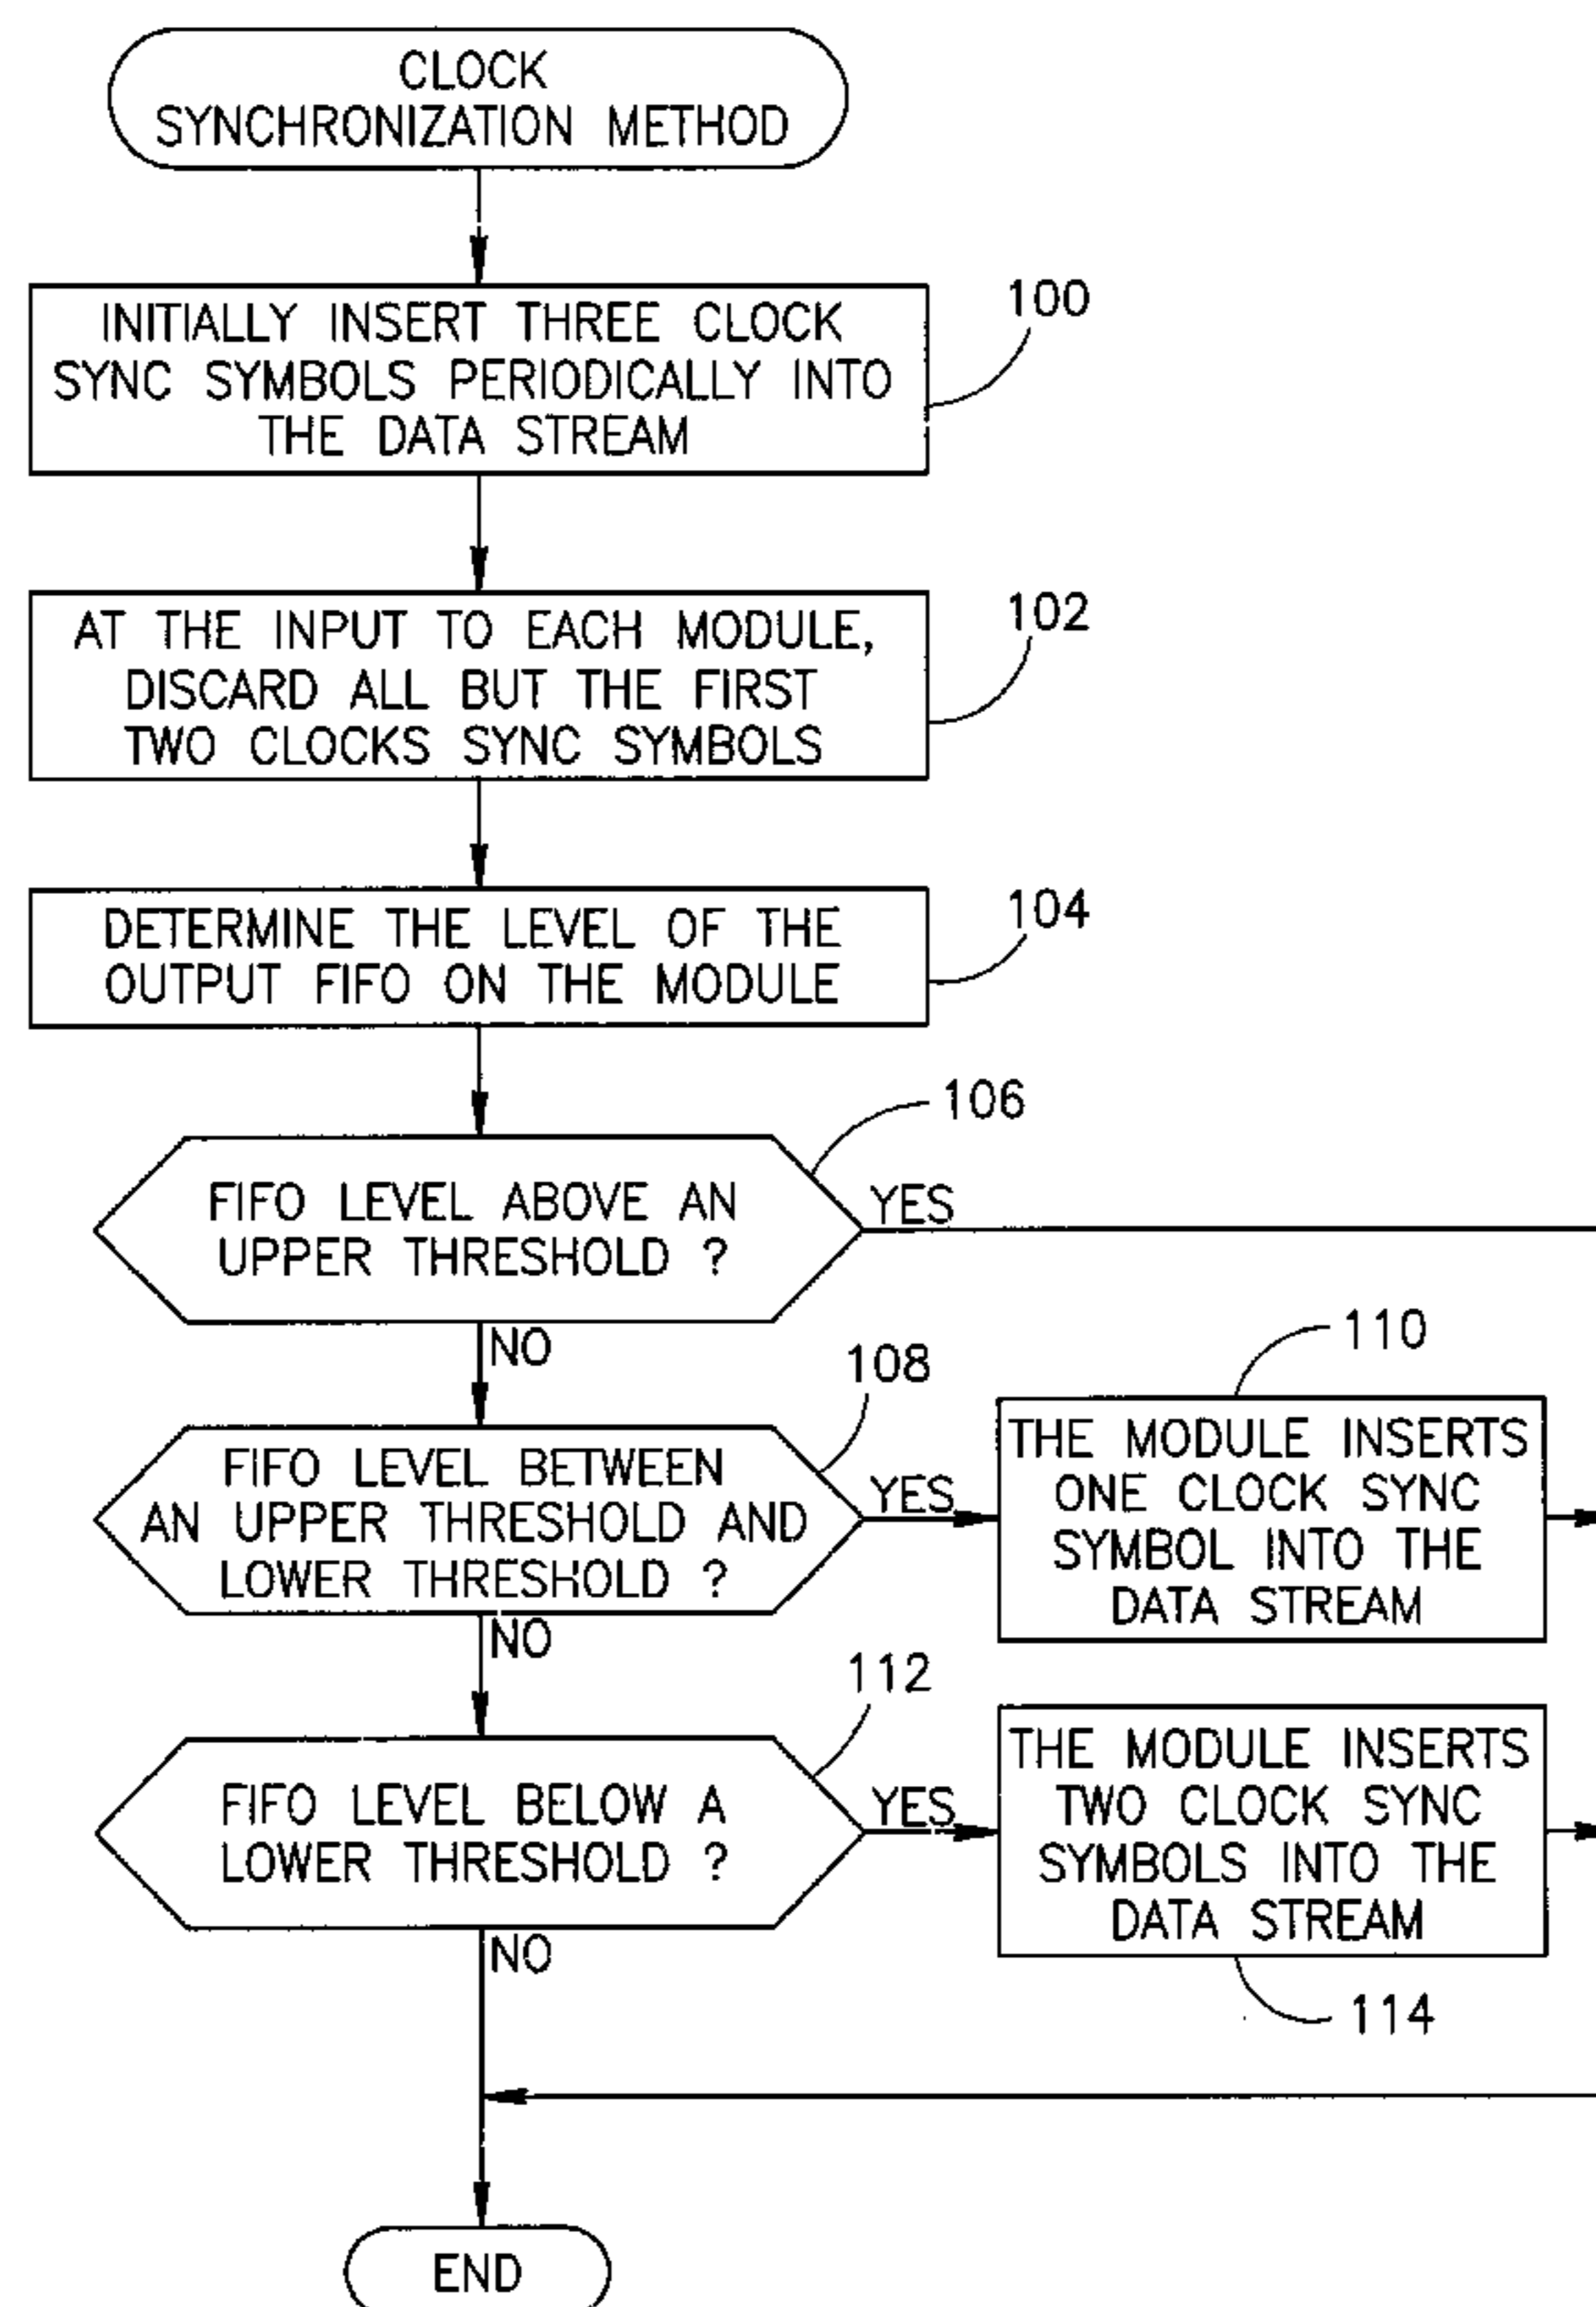 CLOCK
SYNCHRONIZATION METHOD
INITIALLY INSERT THREE CLOCK
SYNC SYMBOLS PERIODICALLY INTO
THE DATA STREAM
100
AT THE INPUT TO EACH MODULE,
DISCARD ALL BUT THE FIRST
TWO CLOCKS SYNC SYMBOLS
102
DETERMINE THE LEVEL OF THE
OUTPUT FIFO ON THE MODULE
104
106
FIFO LEVEL ABOVE AN
UPPER THRESHOLD ?
YES
NO
108
FIFO LEVEL BETWEEN
AN UPPER THRESHOLD AND
LOWER THRESHOLD ?
YES
110
THE MODULE INSERTS
ONE CLOCK SYNC
SYMBOL INTO THE
DATA STREAM
NO
112
FIFO LEVEL BELOW A
LOWER THRESHOLD ?
YES
THE MODULE INSERTS
TWO CLOCK SYNC
SYMBOLS INTO THE
DATA STREAM
114
NO
END